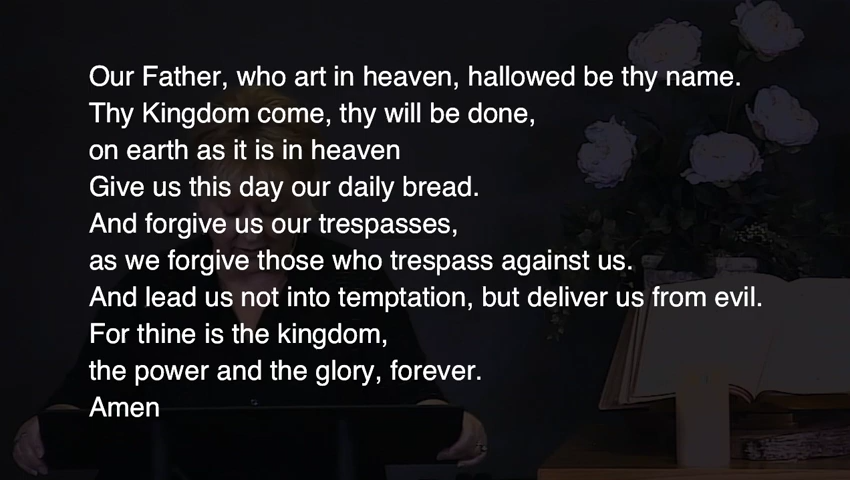 Our Father, who art in heaven, hallowed be thy name.
Thy Kingdom come, thy will be done,
on earth as it is in heaven
Give us this day our daily bread.
And forgive us our trespasses,
as we forgive those who trespass against us.
And lead us not into temptation, but deliver us from evil.
For thine is the kingdom,
the power and the glory, forever.
Amen